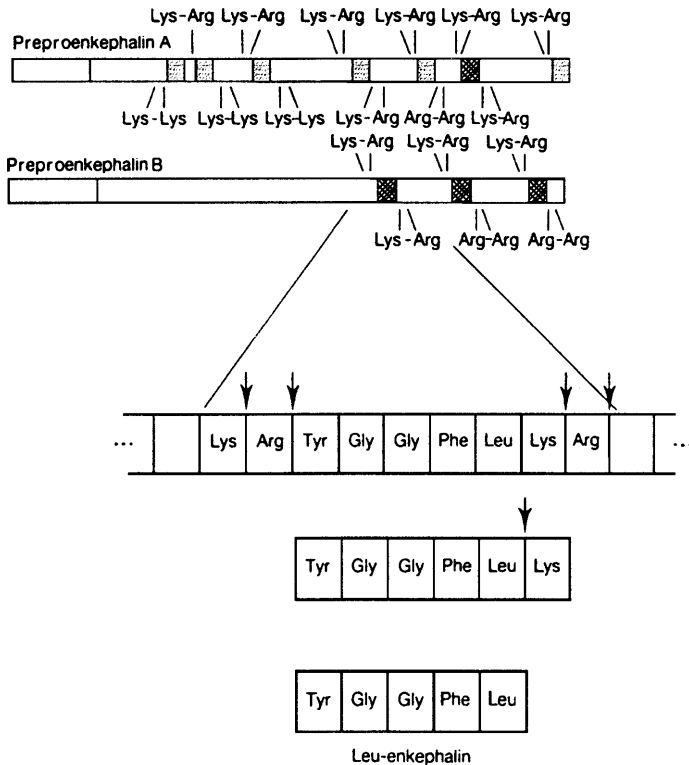 Lys-Arg Lys-Arg Lys-Arg Lys-Arg Lys-Arg Lys-Arg
Preproenkephalin A
Lys-Lys Lys-Lys Lys-Lys Lys-Arg Arg-Arg Lys-Arg
Lys-Arg Lys-Arg Lys-Arg
Preproenkephalin B
Lys-Arg Arg-Arg Arg-Arg
... Lys Arg Tyr Gly Gly Phe Leu Lys Arg ...
Tyr Gly Gly Phe Leu Lys
Tyr Gly Gly Phe Leu
Leu-enkephalin